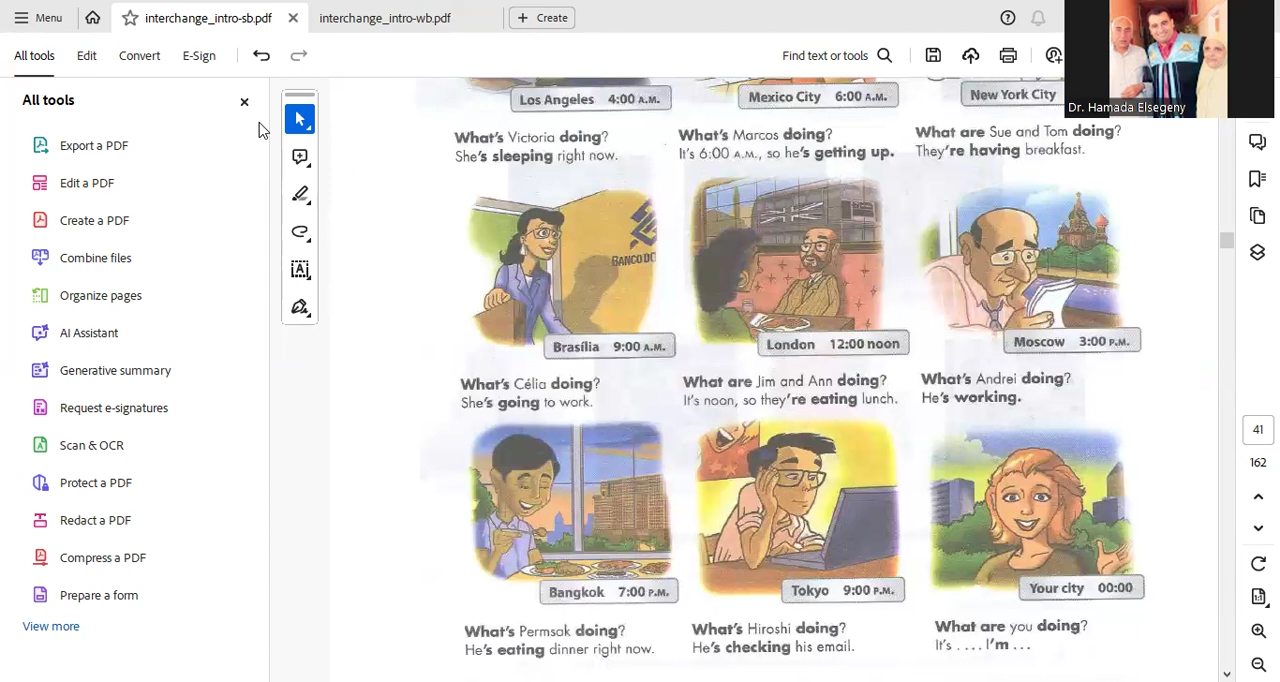 Menu
interchange_intro-sb.pdf
interchange_intro-wb.pdf
Create
All tools
Edit
Convert
E-Sign
Find text or tools
Dr. Hamada Elsegeny
All tools
Export a PDF
Edit a PDF
Create a PDF
Combine files
Organize pages
AI Assistant
Generative summary
Request e-signatures
Scan & OCR
Protect a PDF
Redact a PDF
Compress a PDF
Prepare a form
View more
Los Angeles 4:00 A.M.
Mexico City 6:00 A.M.
New York City
What's Victoria doing?
She's sleeping right now.
What's Marcos doing?
It's 6:00 A.M., so he's getting up.
What are Sue and Tom doing?
They're having breakfast.
BANCO DO
Brasília 9:00 A.M.
London 12:00 noon
Moscow 3:00 P.M.
What's Célia doing?
She's going to work.
What are Jim and Ann doing?
It's noon, so they're eating lunch.
What's Andrei doing?
He's working.
Bangkok 7:00 P.M.
Tokyo 9:00 P.M.
Your city 00:00
What's Permsak doing?
He's eating dinner right now.
What's Hiroshi doing?
He's checking his email.
What are you doing?
It's . . . . I'm . . .
41
162